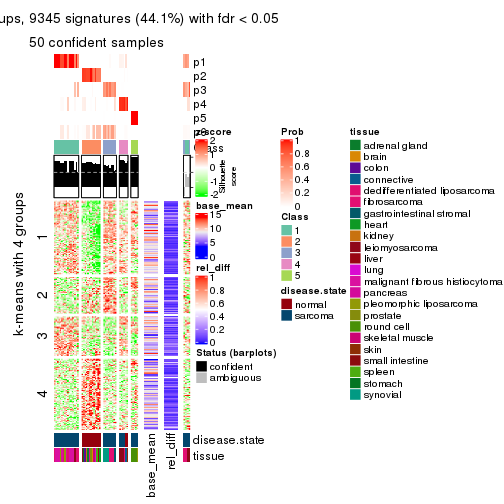 ups, 9345 signatures (44.1%) with fdr < 0.05
50 confident samples
p1
p2
p3
p4
p5
Class
z-score
2
1
0
-1
-2
Silhouette
score
base_mean
15
10
5
0
rel_diff
1
0.8
0.6
0.4
0.2
0
Status (barplots)
confident
ambiguous
k-means with 4 groups
1
2
3
4
disease.state
tissue
base_mean
rel_diff
Prob
1
0.8
0.6
0.4
0.2
0
Class
1
2
3
4
5
disease.state
normal
sarcoma
tissue
adrenal gland
brain
colon
connective
dedifferentiated liposarcoma
fibrosarcoma
gastrointestinal stromal
heart
kidney
leiomyosarcoma
liver
lung
malignant fibrous histiocytoma
pancreas
pleomorphic liposarcoma
prostate
round cell
skeletal muscle
skin
small intestine
spleen
stomach
synovial